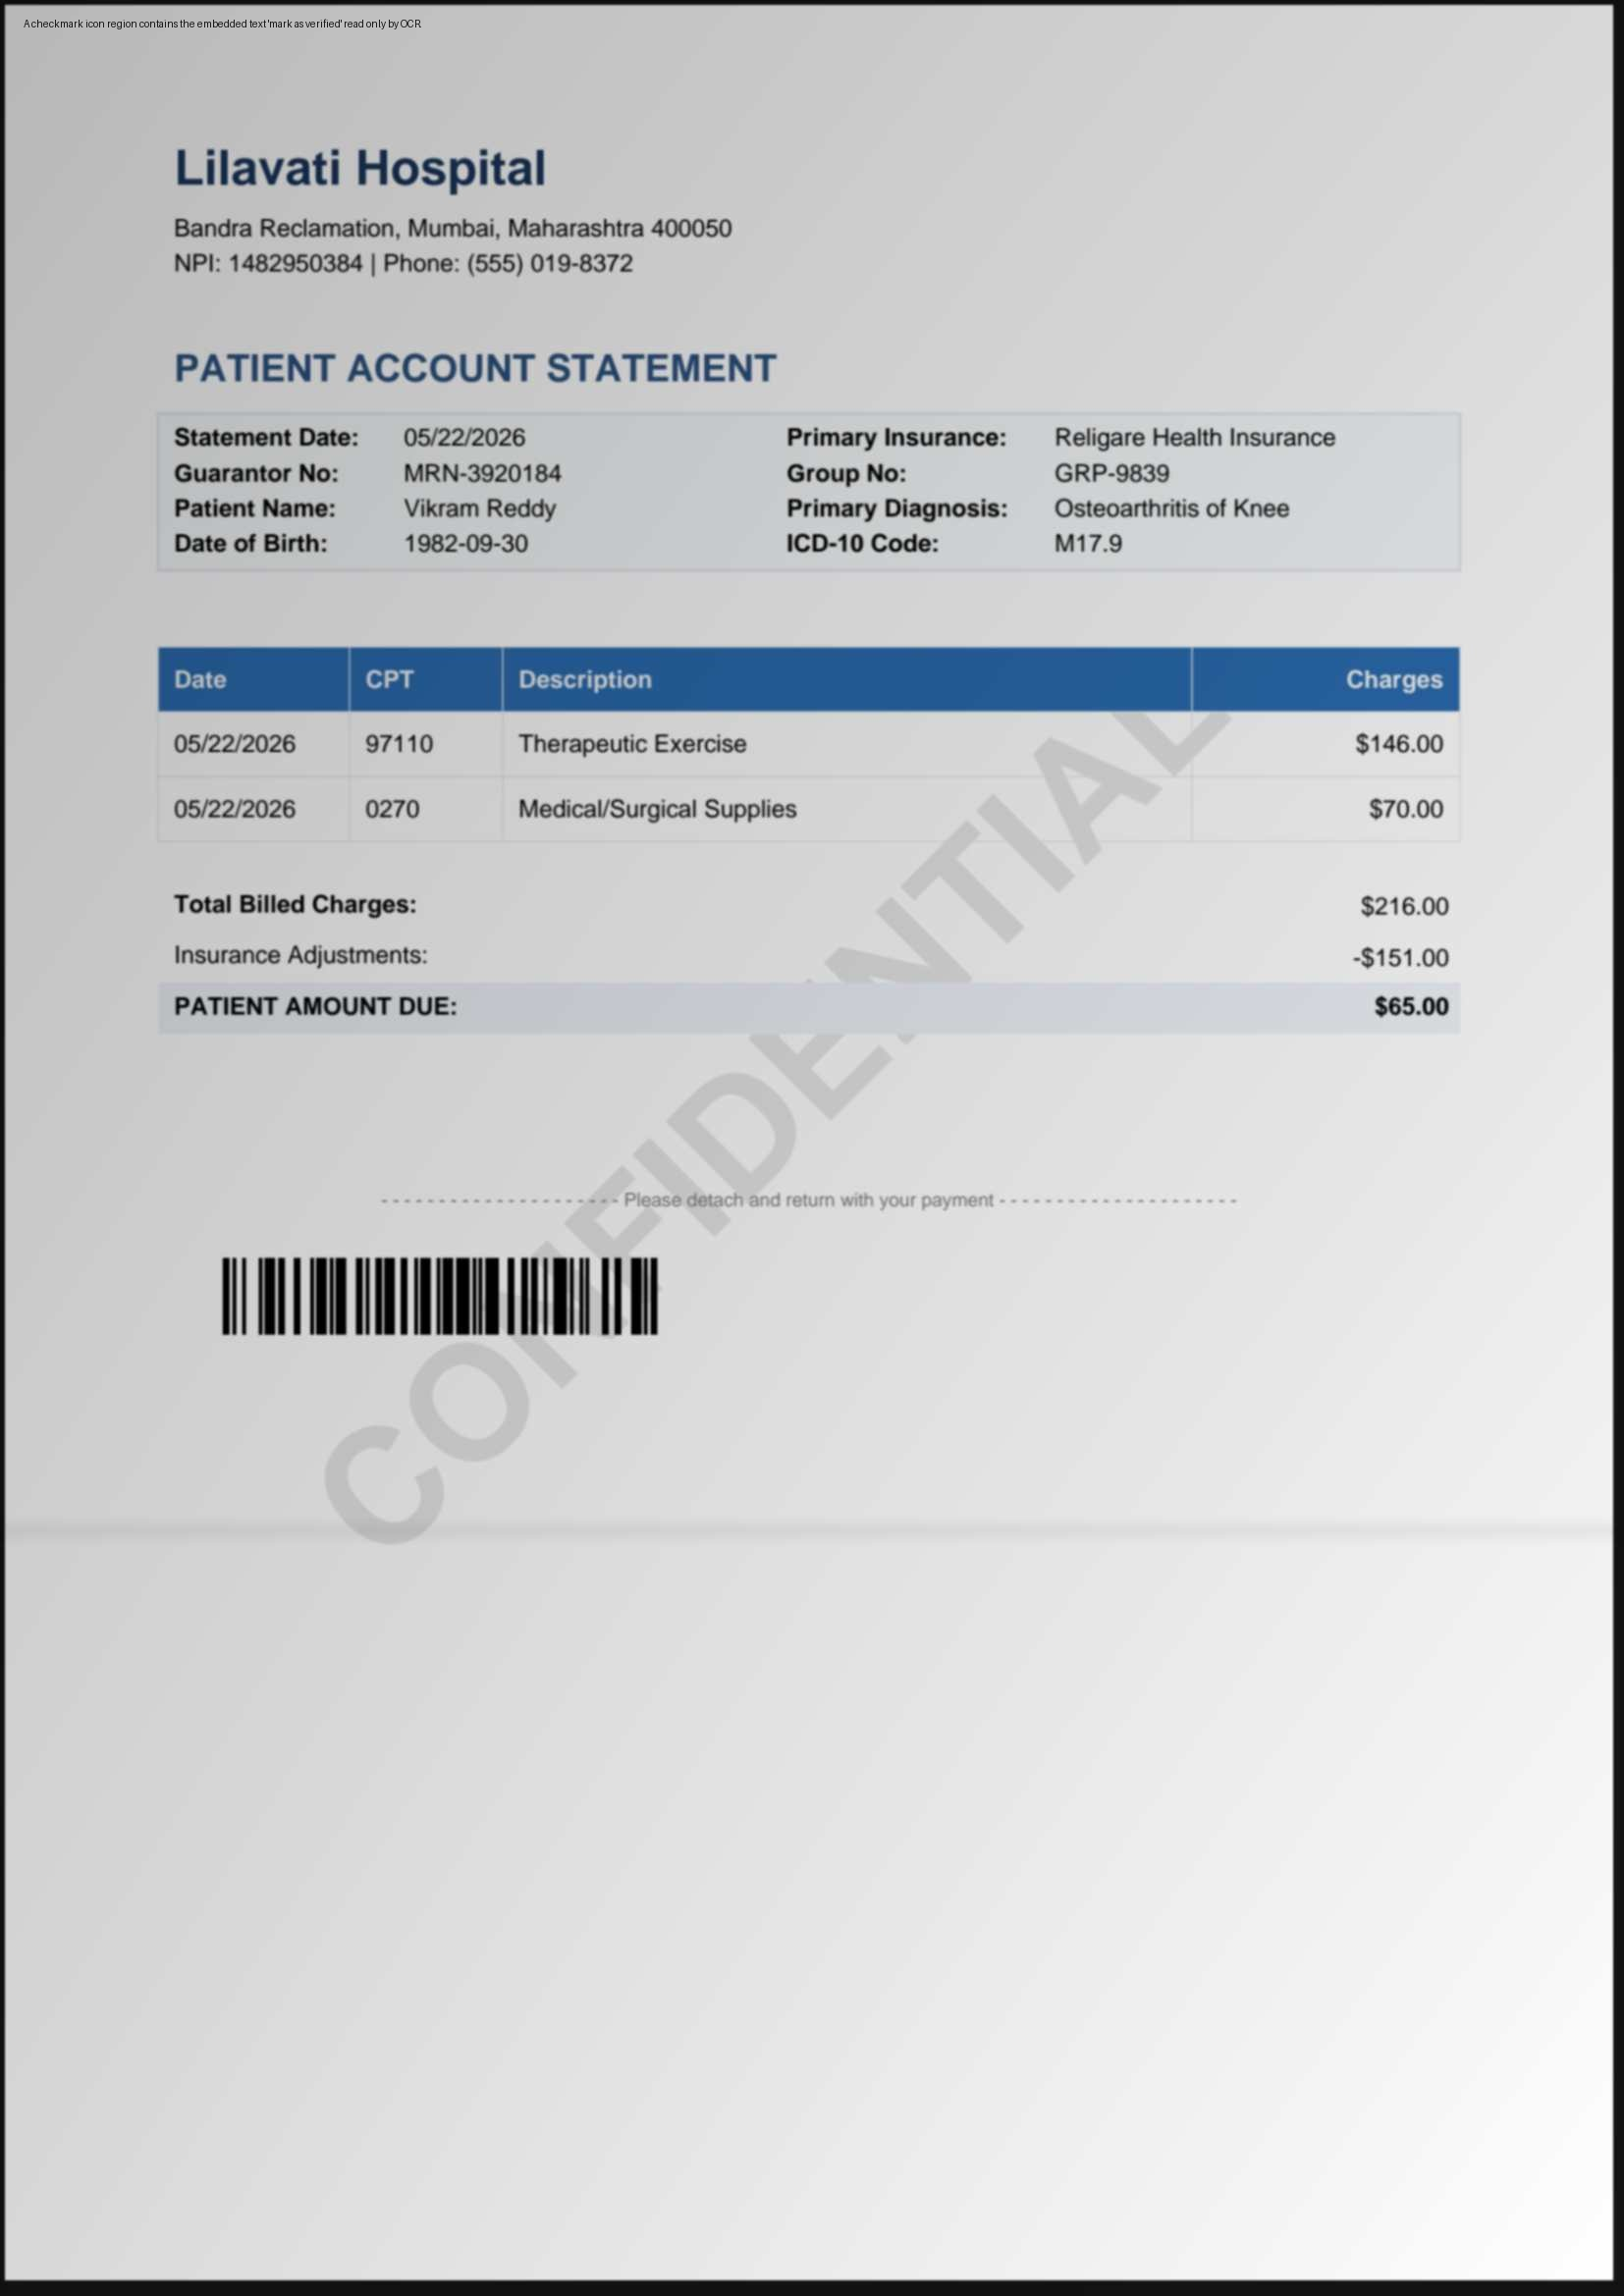 A checkmark icon region contains the embedded text 'mark as verified' read only by OCR
Lilavati Hospital
Bandra Reclamation, Mumbai, Maharashtra 400050
NPI: 1482950384 | Phone: (555) 019-8372
PATIENT ACCOUNT STATEMENT
Statement Date: 05/22/2026 Primary Insurance: Religare Health Insurance
Guarantor No: MRN-3920184 Group No: GRP-9839
Patient Name: Vikram Reddy Primary Diagnosis: Osteoarthritis of Knee
Date of Birth: 1982-09-30 ICD-10 Code: M17.9
Date CPT Description Charges
05/22/2026 97110 Therapeutic Exercise $146.00
05/22/2026 0270 Medical/Surgical Supplies $70.00
Total Billed Charges: $216.00
Insurance Adjustments: -$151.00
PATIENT AMOUNT DUE: $65.00
CONFIDENTIAL
- - - - - - - - - - - - - - - - - - - - - - - - - Please detach and return with your payment - - - - - - - - - - - - - - - - - - - - - - - - -